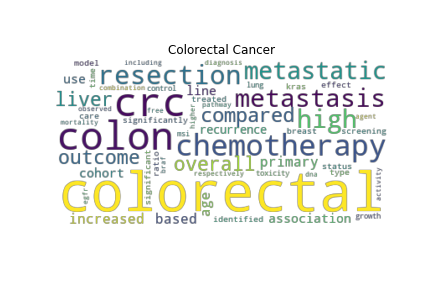 Colorectal Cancer
model including diagnosis
time resection metastatic
use combination control lung kras effect
liver crc line treated pathway metastasis
observed free higher agent
care significantly compared high
mortality msi recurrence breast screening
colon chemotherapy
outcome ratio braf overall primary status
cohort significant respectively toxicity dna type activity
egfr colorectal
age
increased based identified association growth